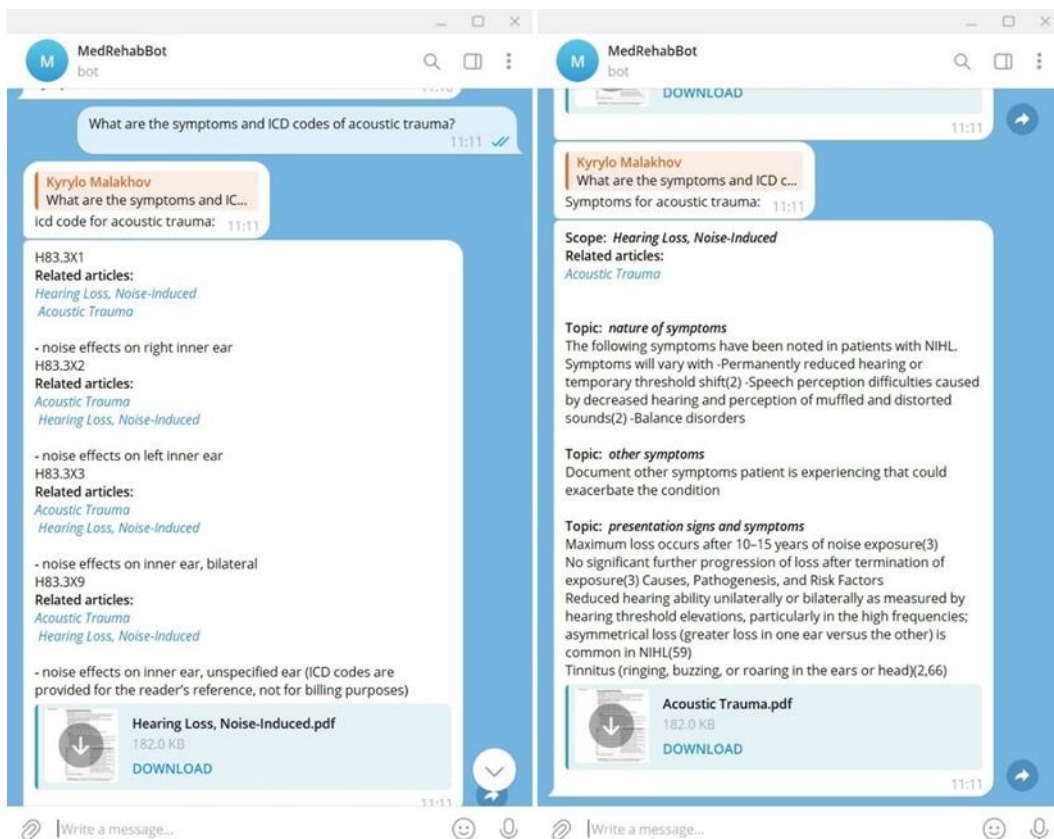 M
MedRehabBot
bot
What are the symptoms and ICD codes of acoustic trauma?
11:11
Kyrylo Malakhov
What are the symptoms and IC...
icd code for acoustic trauma: 11:11
H83.3X1
Related articles:
Hearing Loss, Noise-Induced
Acoustic Trauma
- noise effects on right inner ear
H83.3X2
Related articles:
Acoustic Trauma
Hearing Loss, Noise-Induced
- noise effects on left inner ear
H83.3X3
Related articles:
Acoustic Trauma
Hearing Loss, Noise-Induced
- noise effects on inner ear, bilateral
H83.3X9
Related articles:
Acoustic Trauma
Hearing Loss, Noise-Induced
- noise effects on inner ear, unspecified ear (ICD codes are
provided for the reader's reference, not for billing purposes)
Hearing Loss, Noise-Induced.pdf
182.0 KB
DOWNLOAD
11:11
Write a message...
M
MedRehabBot
bot
DOWNLOAD
11:11
Kyrylo Malakhov
What are the symptoms and ICD c...
Symptoms for acoustic trauma: 11:11
Scope: Hearing Loss, Noise-Induced
Related articles:
Acoustic Trauma
Topic: nature of symptoms
The following symptoms have been noted in patients with NIHL.
Symptoms will vary with -Permanently reduced hearing or
temporary threshold shift(2) -Speech perception difficulties caused
by decreased hearing and perception of muffled and distorted
sounds(2) -Balance disorders
Topic: other symptoms
Document other symptoms patient is experiencing that could
exacerbate the condition
Topic: presentation signs and symptoms
Maximum loss occurs after 10–15 years of noise exposure(3)
No significant further progression of loss after termination of
exposure(3) Causes, Pathogenesis, and Risk Factors
Reduced hearing ability unilaterally or bilaterally as measured by
hearing threshold elevations, particularly in the high frequencies;
asymmetrical loss (greater loss in one ear versus the other) is
common in NIHL(59)
Tinnitus (ringing, buzzing, or roaring in the ears or head)(2,66)
Acoustic Trauma.pdf
182.0 KB
DOWNLOAD
11:11
Write a message...